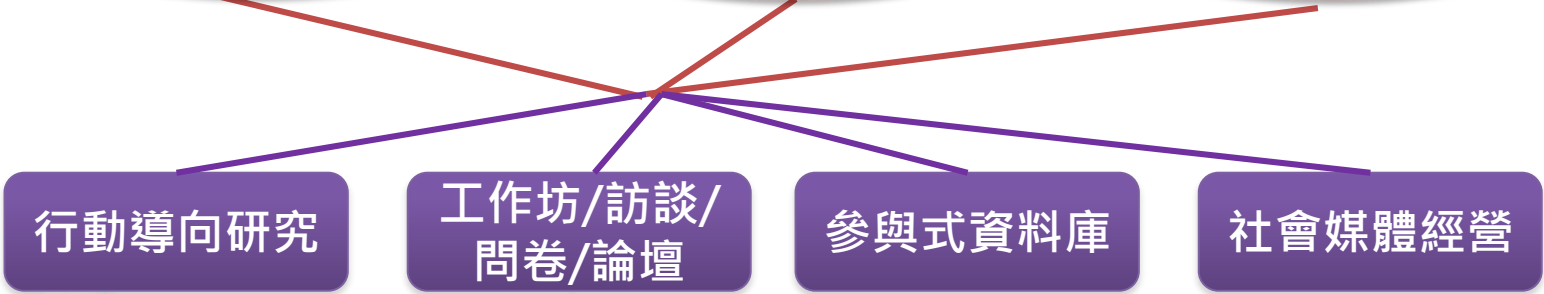 行動導向研究
工作坊/訪談/
問卷/論壇
參與式資料庫
社會媒體經營